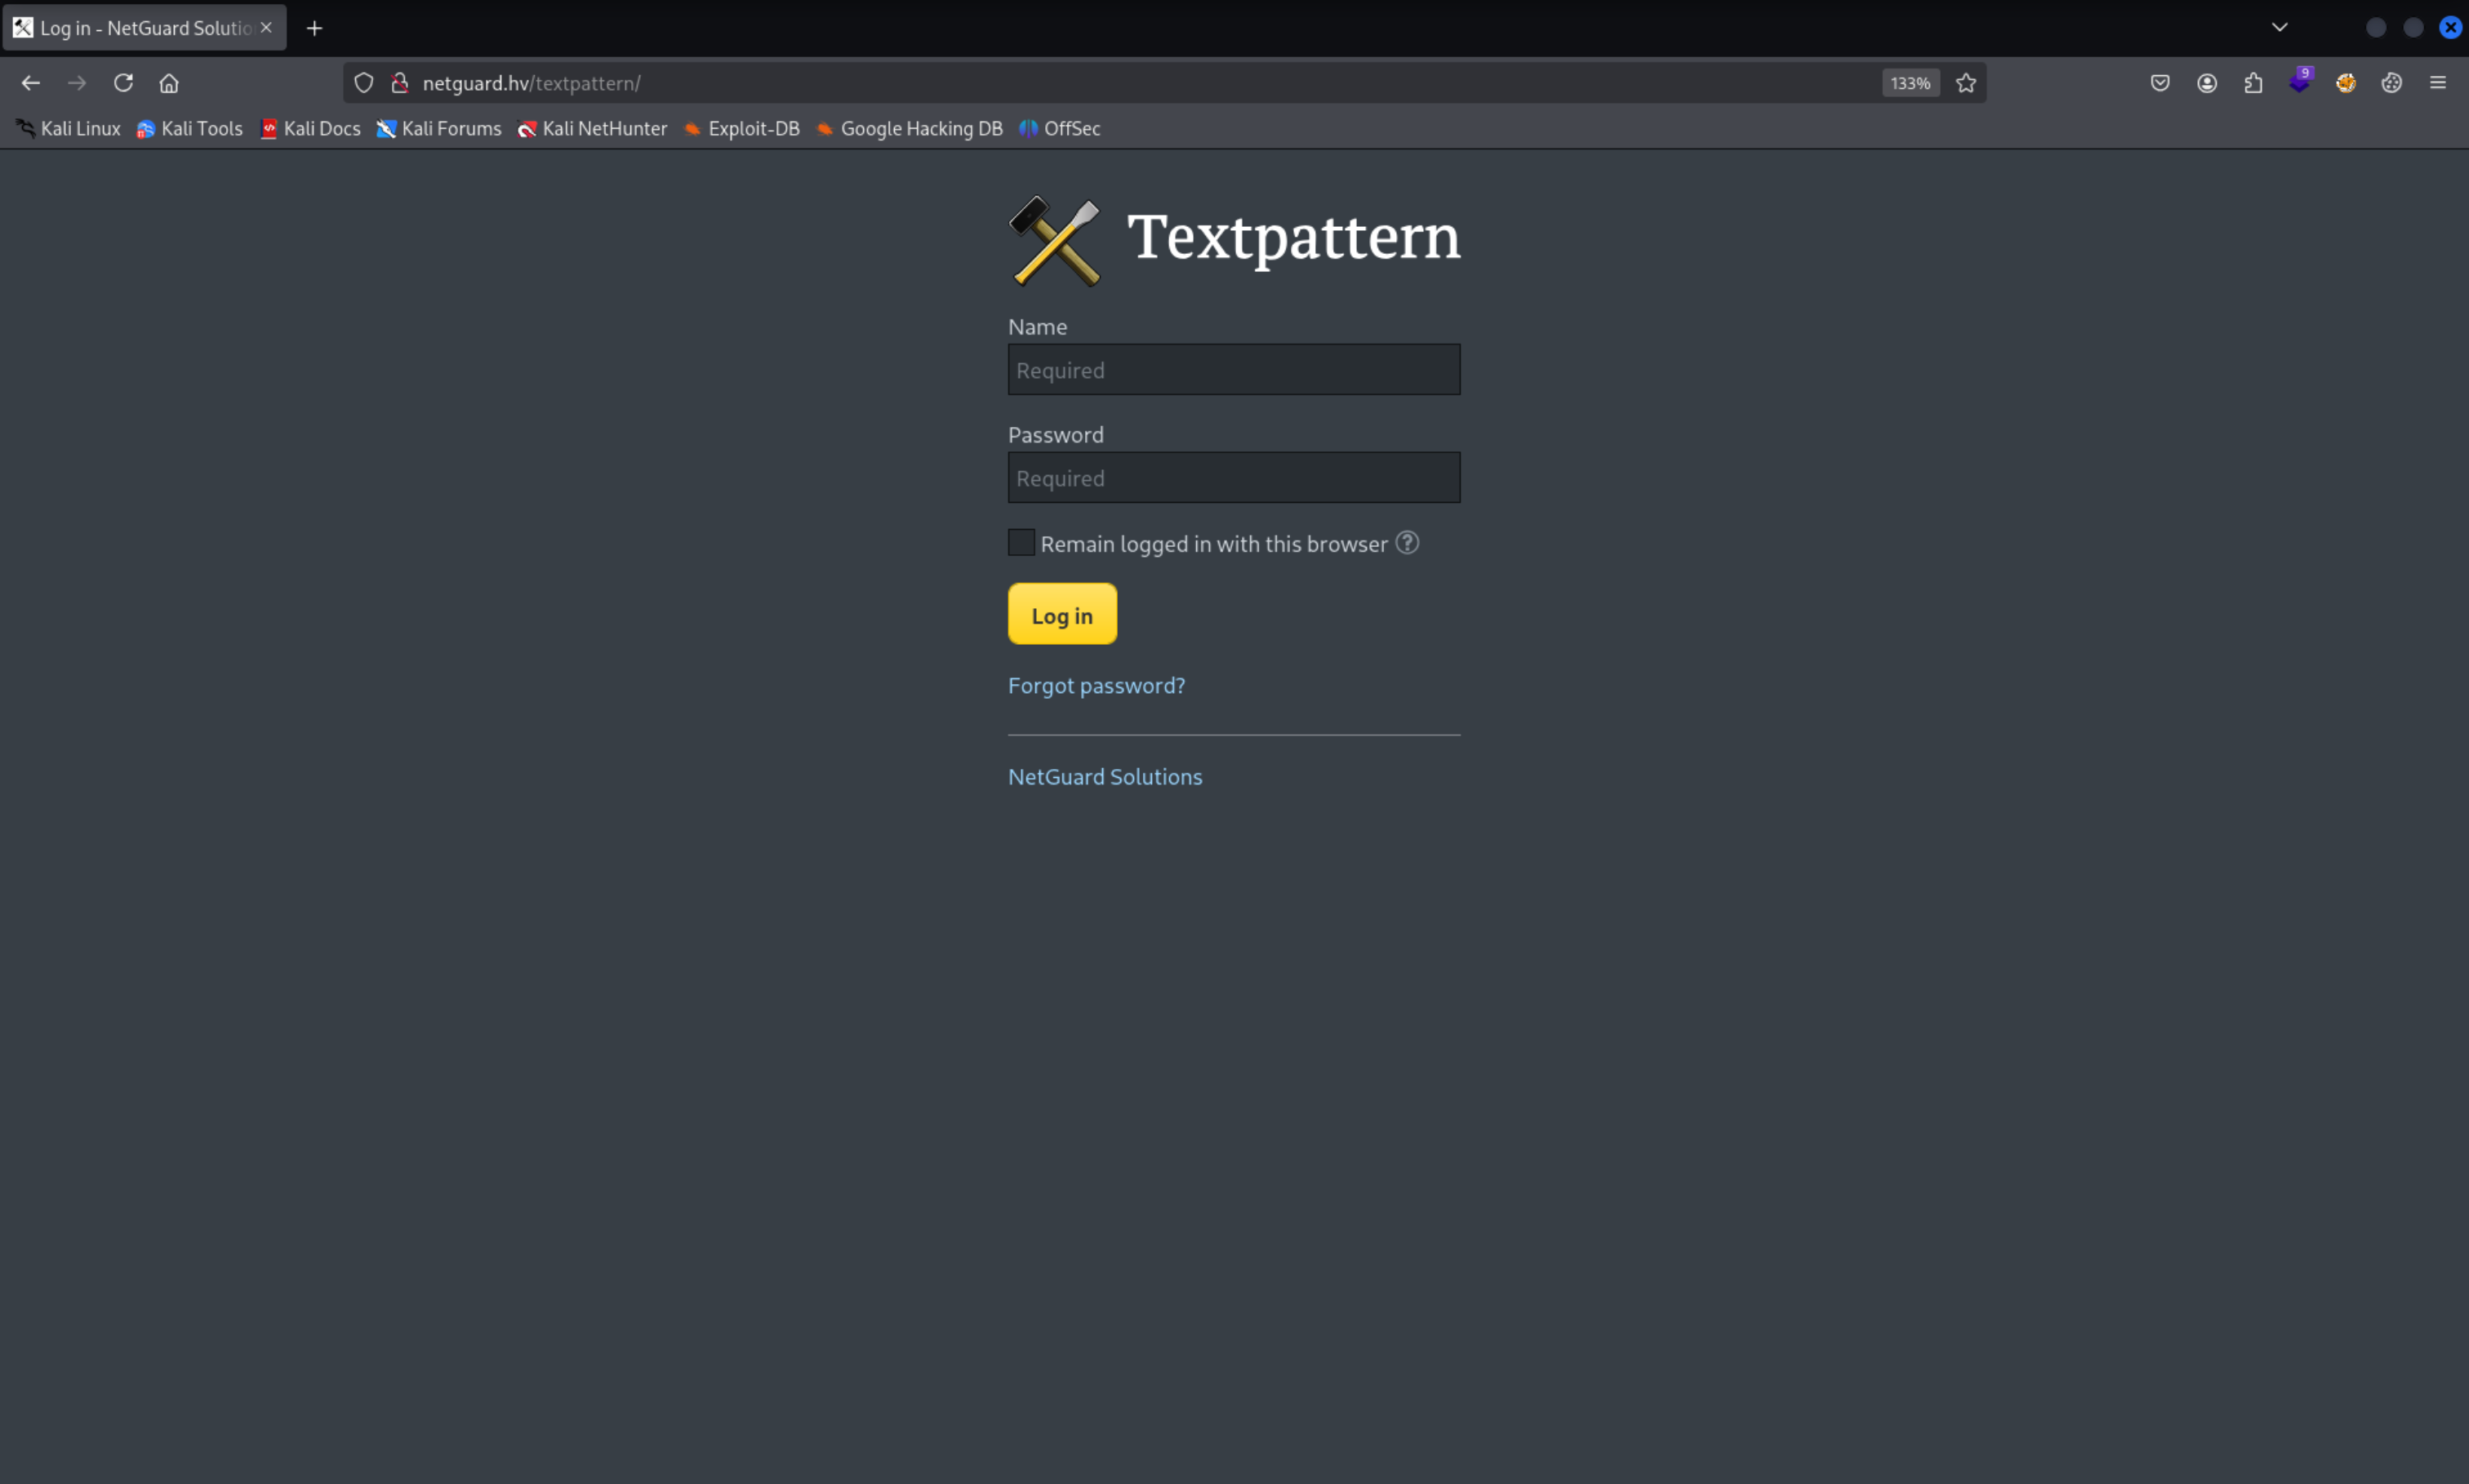 Log in - NetGuard Solutio
netguard.hv/textpattern/
133%
9
Kali Linux Kali Tools Kali Docs Kali Forums Kali NetHunter Exploit-DB Google Hacking DB OffSec
Textpattern
Name
Required
Password
Required
Remain logged in with this browser ?
Log in
Forgot password?
NetGuard Solutions